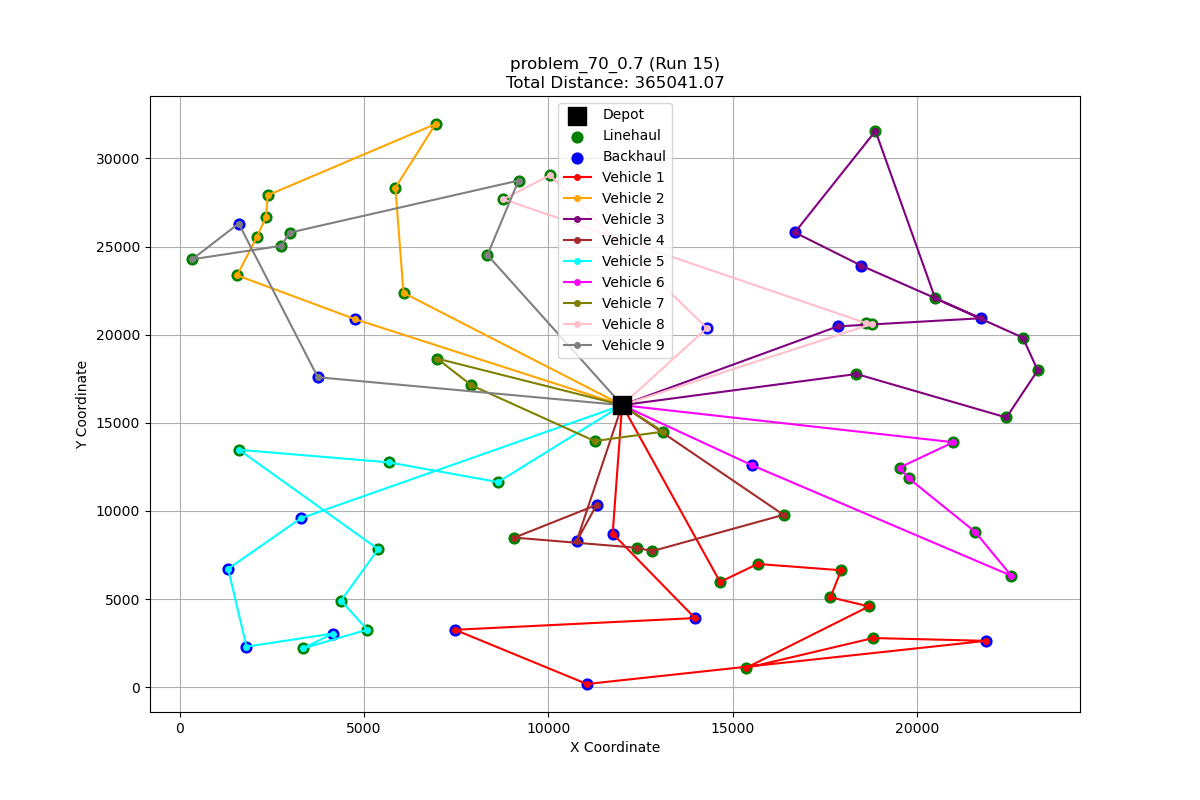 problem_70_0.7 (Run 15)
Total Distance: 365041.07
Depot
Linehaul
Backhaul
Vehicle 1
Vehicle 2
Vehicle 3
Vehicle 4
Vehicle 5
Vehicle 6
Vehicle 7
Vehicle 8
Vehicle 9
30000
25000
20000
15000
10000
5000
0
Y Coordinate
0 5000 10000 15000 20000
X Coordinate